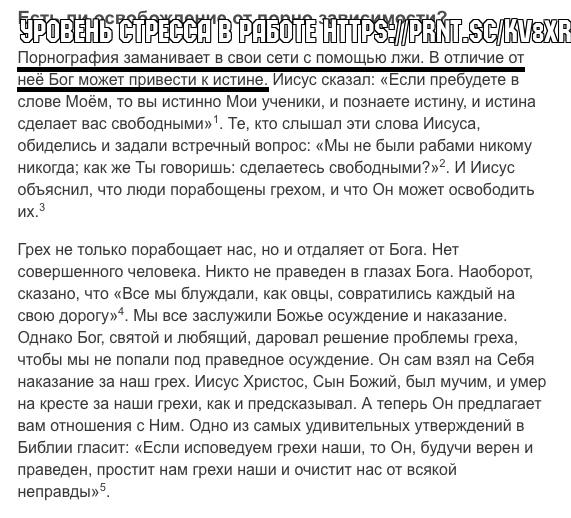 Есть ли освобождение от порно-зависимости?
УРОВЕНЬ СТРЕССА В РАБОТЕ HTTPS://PRNT.SC/KV8XR
Порнография заманивает в свои сети с помощью лжи. В отличие от
неё Бог может привести к истине. Иисус сказал: «Если пребудете в
слове Моём, то вы истинно Мои ученики, и познаете истину, и истина
сделает вас свободными»1. Те, кто слышал эти слова Иисуса,
обиделись и задали встречный вопрос: «Мы не были рабами никому
никогда; как же Ты говоришь: сделаетесь свободными?»2. И Иисус
объяснил, что люди порабощены грехом, и что Он может освободить
их.3
Грех не только порабощает нас, но и отдаляет от Бога. Нет
совершенного человека. Никто не праведен в глазах Бога. Наоборот,
сказано, что «Все мы блуждали, как овцы, совратились каждый на
свою дорогу»4. Мы все заслужили Божье осуждение и наказание.
Однако Бог, святой и любящий, даровал решение проблемы греха,
чтобы мы не попали под праведное осуждение. Он сам взял на Себя
наказание за наш грех. Иисус Христос, Сын Божий, был мучим, и умер
на кресте за наши грехи, как и предсказывал. А теперь Он предлагает
вам отношения с Ним. Одно из самых удивительных утверждений в
Библии гласит: «Если исповедуем грехи наши, то Он, будучи верен и
праведен, простит нам грехи наши и очистит нас от всякой
неправды»5.